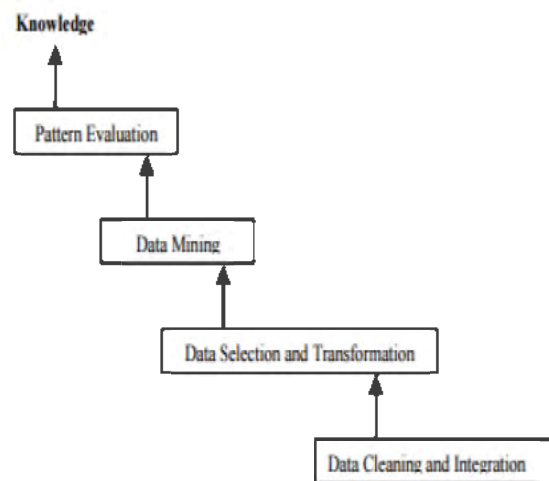 Knowledge
Pattern Evaluation
Data Mining
Data Selection and Transformation
Data Cleaning and Integration